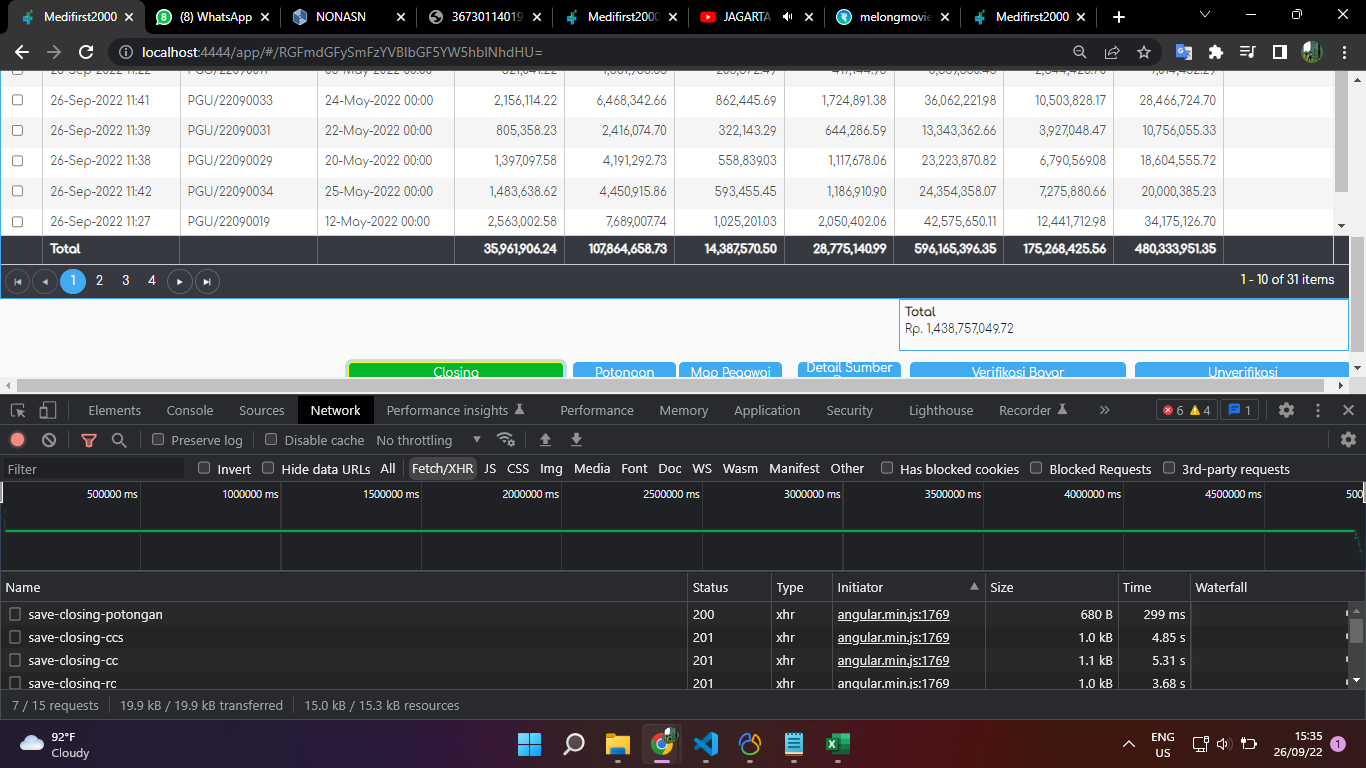 Medifirst2000
(8) WhatsApp
NONASN
36730114019
Medifirst2000
JAGARTA
melongmovie
Medifirst2000
localhost:4444/app/#/RGFmdGFySmFzYVBlbGF5YW5hblNhdHU=
26-Sep-2022 11:41 PGU/22090033 24-May-2022 00:00 2,156,114.22 6,468,342.66 862,445.69 1,724,891.38 36,062,221.98 10,503,828.17 28,466,724.70
26-Sep-2022 11:39 PGU/22090031 22-May-2022 00:00 805,358.23 2,416,074.70 322,143.29 644,286.59 13,343,362.66 3,927,048.47 10,756,055.33
26-Sep-2022 11:38 PGU/22090029 20-May-2022 00:00 1,397,097.58 4,191,292.73 558,839.03 1,117,678.06 23,223,870.82 6,790,569.08 18,604,555.72
26-Sep-2022 11:42 PGU/22090034 25-May-2022 00:00 1,483,638.62 4,450,915.86 593,455.45 1,186,910.90 24,354,358.07 7,275,880.66 20,000,385.23
26-Sep-2022 11:27 PGU/22090019 12-May-2022 00:00 2,563,002.58 7,689,007.74 1,025,201.03 2,050,402.06 42,575,650.11 12,441,712.98 34,175,126.70
Total 35,961,906.24 107,864,658.73 14,387,570.50 28,775,140.99 596,165,396.35 175,268,425.56 480,333,951.35
1 2 3 4 1 - 10 of 31 items
Total
Rp. 1,438,757,049.72
Closing Potongan Map Pegawai Detail Sumber Verifikasi Bayar Unverifikasi
Elements Console Sources Network Performance insights Performance Memory Application Security Lighthouse Recorder 6 4 1
Preserve log Disable cache No throttling
Filter Invert Hide data URLs All Fetch/XHR JS CSS Img Media Font Doc WS Wasm Manifest Other Has blocked cookies Blocked Requests 3rd-party requests
500000 ms 1000000 ms 1500000 ms 2000000 ms 2500000 ms 3000000 ms 3500000 ms 4000000 ms 4500000 ms 500
Name Status Type Initiator Size Time Waterfall
save-closing-potongan 200 xhr angular.min.js:1769 680 B 299 ms
save-closing-ccs 201 xhr angular.min.js:1769 1.0 kB 4.85 s
save-closing-cc 201 xhr angular.min.js:1769 1.1 kB 5.31 s
save-closing-rc 201 xhr angular.min.js:1769 1.0 kB 3.68 s
7 / 15 requests 19.9 kB / 19.9 kB transferred 15.0 kB / 15.3 kB resources
92°F
Cloudy
ENG
US
15:35
26/09/22
1